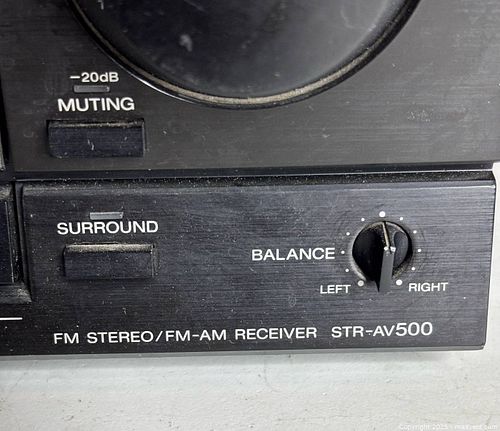 -20dB
MUTING
SURROUND
BALANCE
LEFT RIGHT
FM STEREO/FM-AM RECEIVER STR-AV500